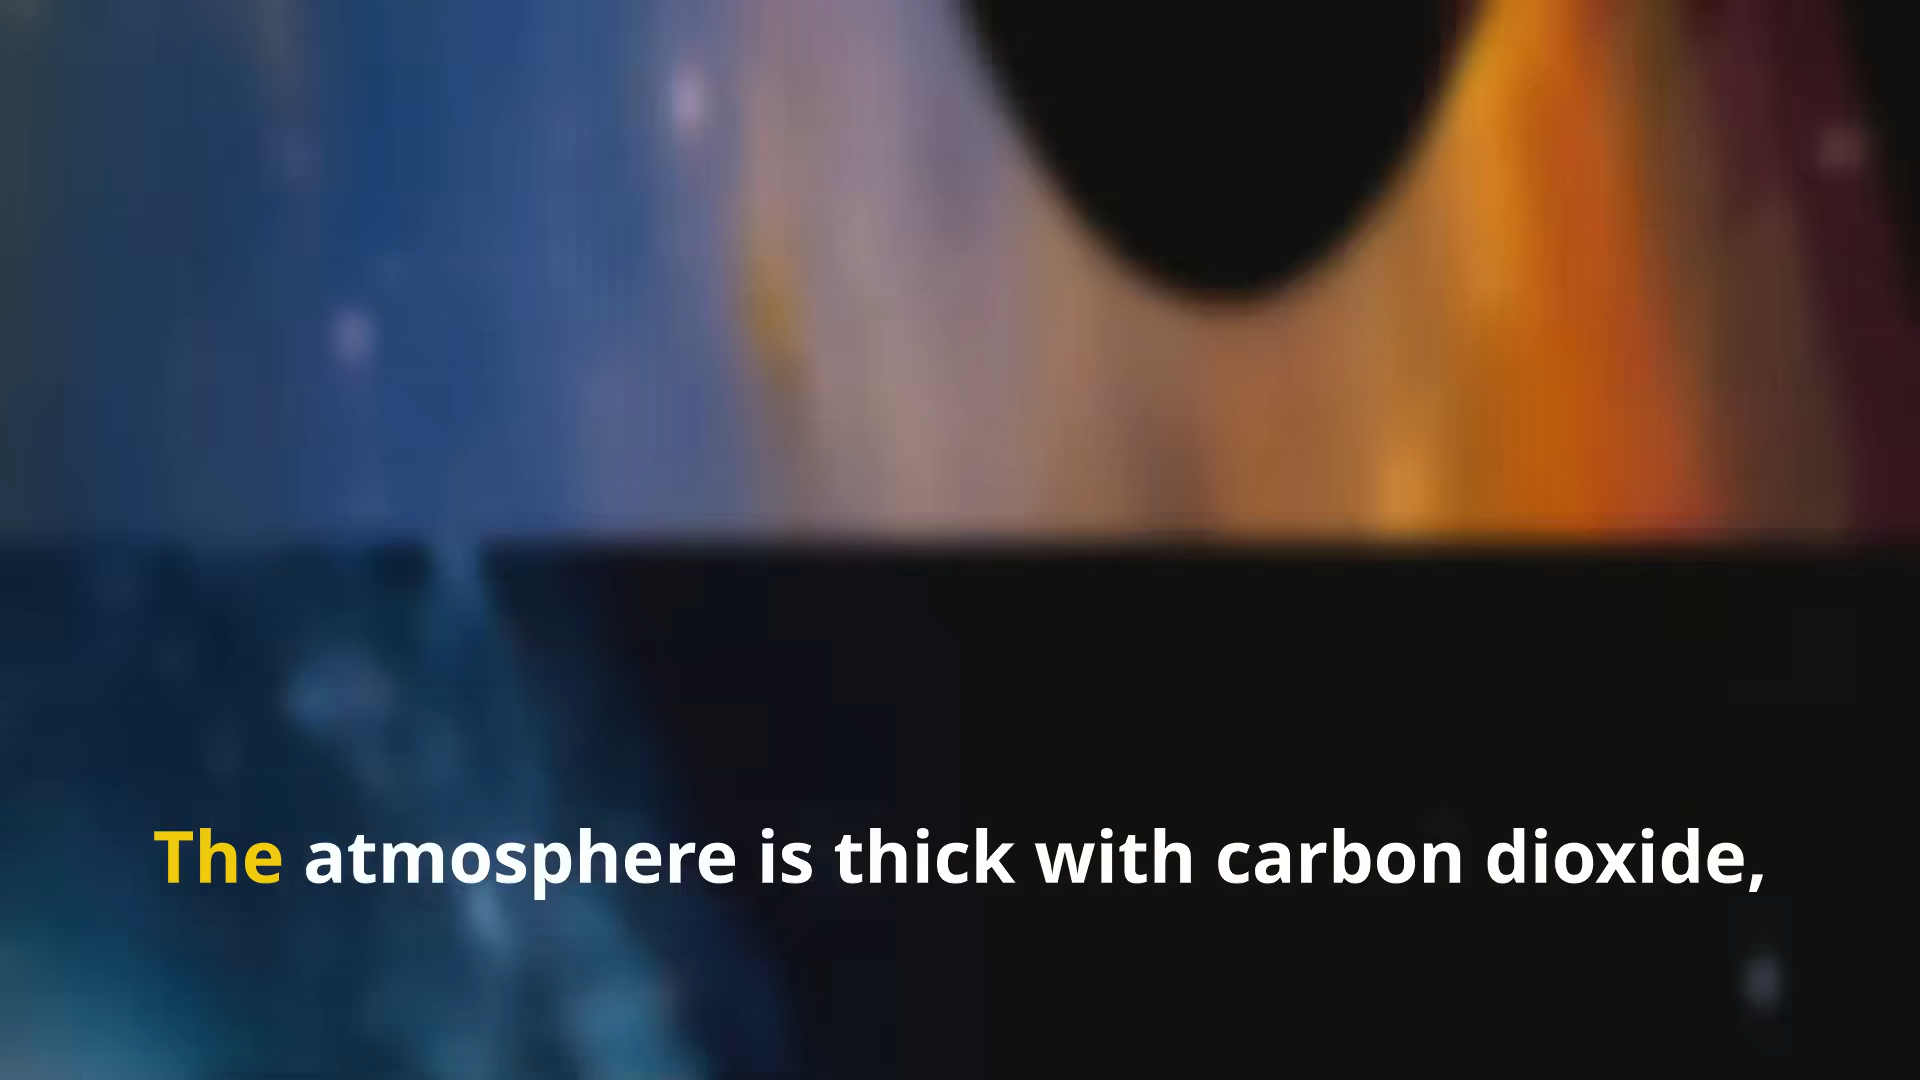 The atmosphere is thick with carbon dioxide,